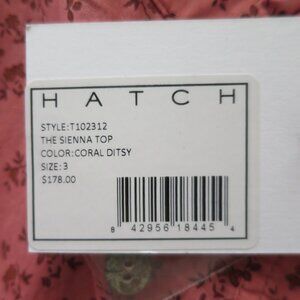 HATCH
STYLE:T102312
THE SIENNA TOP
COLOR:CORAL DITSY
SIZE:3
$178.00
8 42956 18445 4